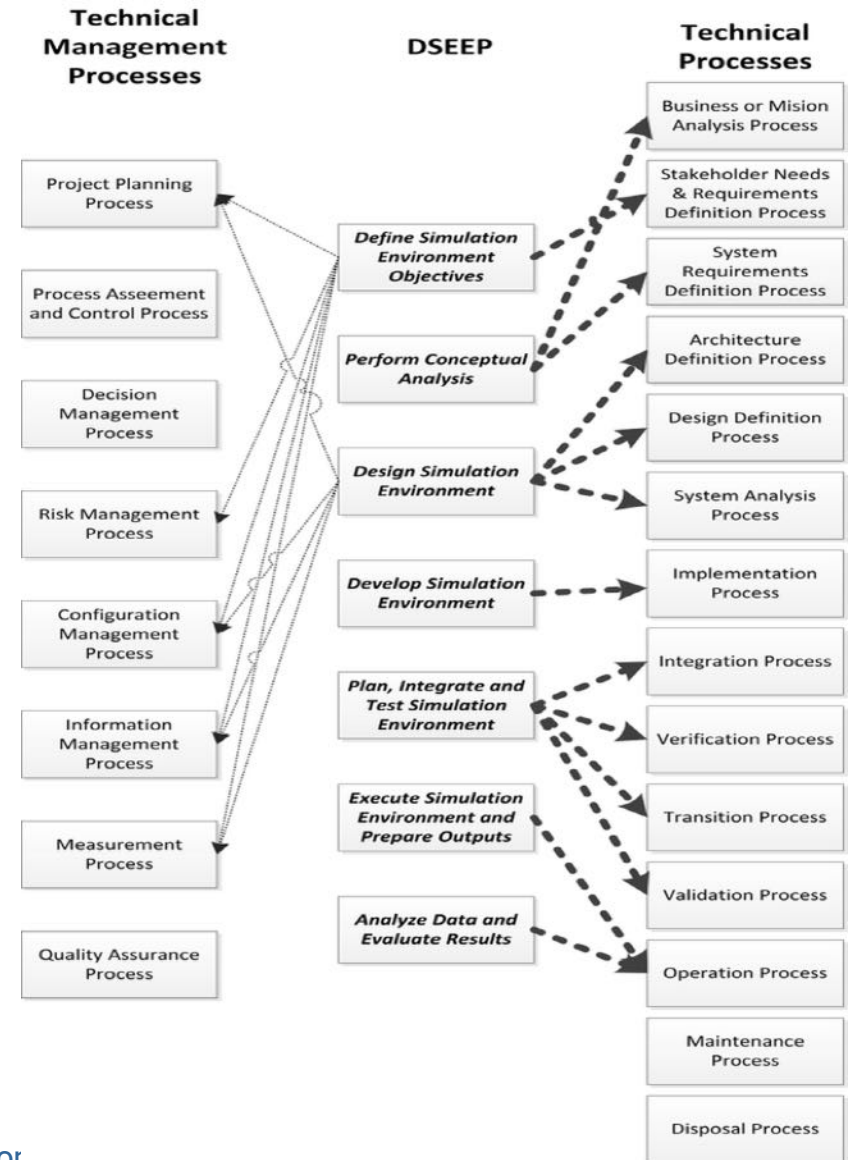 Technical
Management
Processes
DSEEP
Technical
Processes
Project Planning
Process
Process Asseement
and Control Process
Decision
Management
Process
Risk Management
Process
Configuration
Management
Process
Information
Management
Process
Measurement
Process
Quality Assurance
Process
Define Simulation
Environment
Objectives
Perform Conceptual
Analysis
Design Simulation
Environment
Develop Simulation
Environment
Plan, Integrate and
Test Simulation
Environment
Execute Simulation
Environment and
Prepare Outputs
Analyze Data and
Evaluate Results
Business or Mision
Analysis Process
Stakeholder Needs
& Requirements
Definition Process
System
Requirements
Definition Process
Architecture
Definition Process
Design Definition
Process
System Analysis
Process
Implementation
Process
Integration Process
Verification Process
Transition Process
Validation Process
Operation Process
Maintenance
Process
Disposal Process